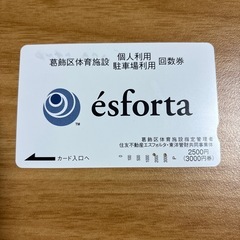 葛飾区体育施設 個人利用 駐車場利用 回数券
TM
ésforta
葛飾区体育施設指定管理者
住友不動産エスフォルタ・東洋管財共同事業体
カード入口へ
2500円
(3000円券)